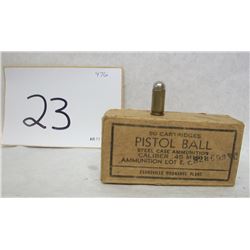 476
23
50 CARTRIDGES
PISTOL BALL
STEEL CASE AMMUNITION
CALIBER .45 M1911
AMMUNITION LOT E. C.
EVANSVILLE ORDNANCE PLANT